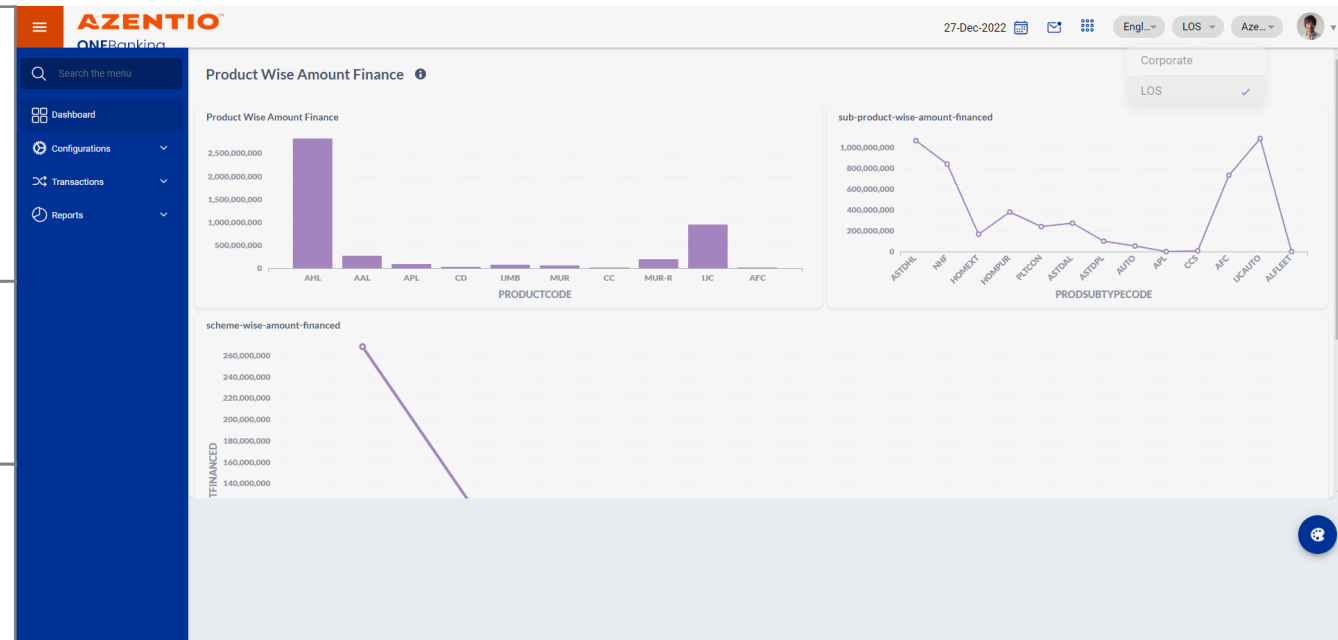 AZENTIO
ONEBanking
27-Dec-2022
Engl...
LOS
Aze...
Corporate
LOS
Search the menu
Dashboard
Configurations
Transactions
Reports
Product Wise Amount Finance
Product Wise Amount Finance
2,500,000,000
2,000,000,000
1,500,000,000
1,000,000,000
500,000,000
0
AHL AAL APL CD IJMB MUR CC MUR-R IJC AFC
PRODUCTCODE
sub-product-wise-amount-financed
1,000,000,000
800,000,000
600,000,000
400,000,000
200,000,000
0
ASTDHL NHF HOMEXT HOMPUR PLTCON ASTDAL ASTDPL AUTO APL CCS AFC IJCAUTO ALFLEET
PRODSUBTYPECODE
scheme-wise-amount-financed
260,000,000
240,000,000
220,000,000
200,000,000
180,000,000
160,000,000
140,000,000
TFINANCED